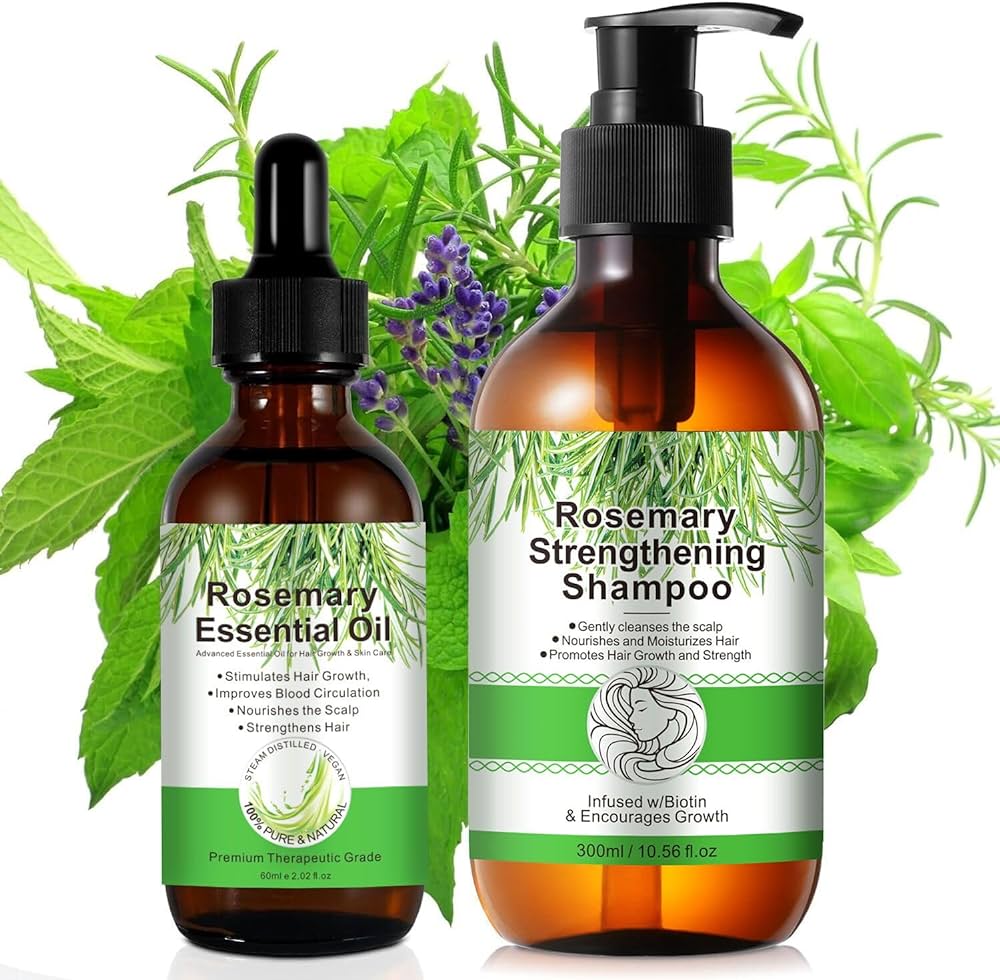 Rosemary
Essential Oil
Advanced Essential Oil for Hair Growth & Skin Care
•Stimulates Hair Growth,
•Improves Blood Circulation
•Nourishes the Scalp
•Strengthens Hair
STEAM DISTILLED VEGAN
100% PURE & NATURAL
Premium Therapeutic Grade
60ml e 2.02 fl.oz
Rosemary
Strengthening
Shampoo
•Gently cleanses the scalp
•Nourishes and Moisturizes Hair
•Promotes Hair Growth and Strength
Infused w/Biotin
& Encourages Growth
300ml / 10.56 fl.oz